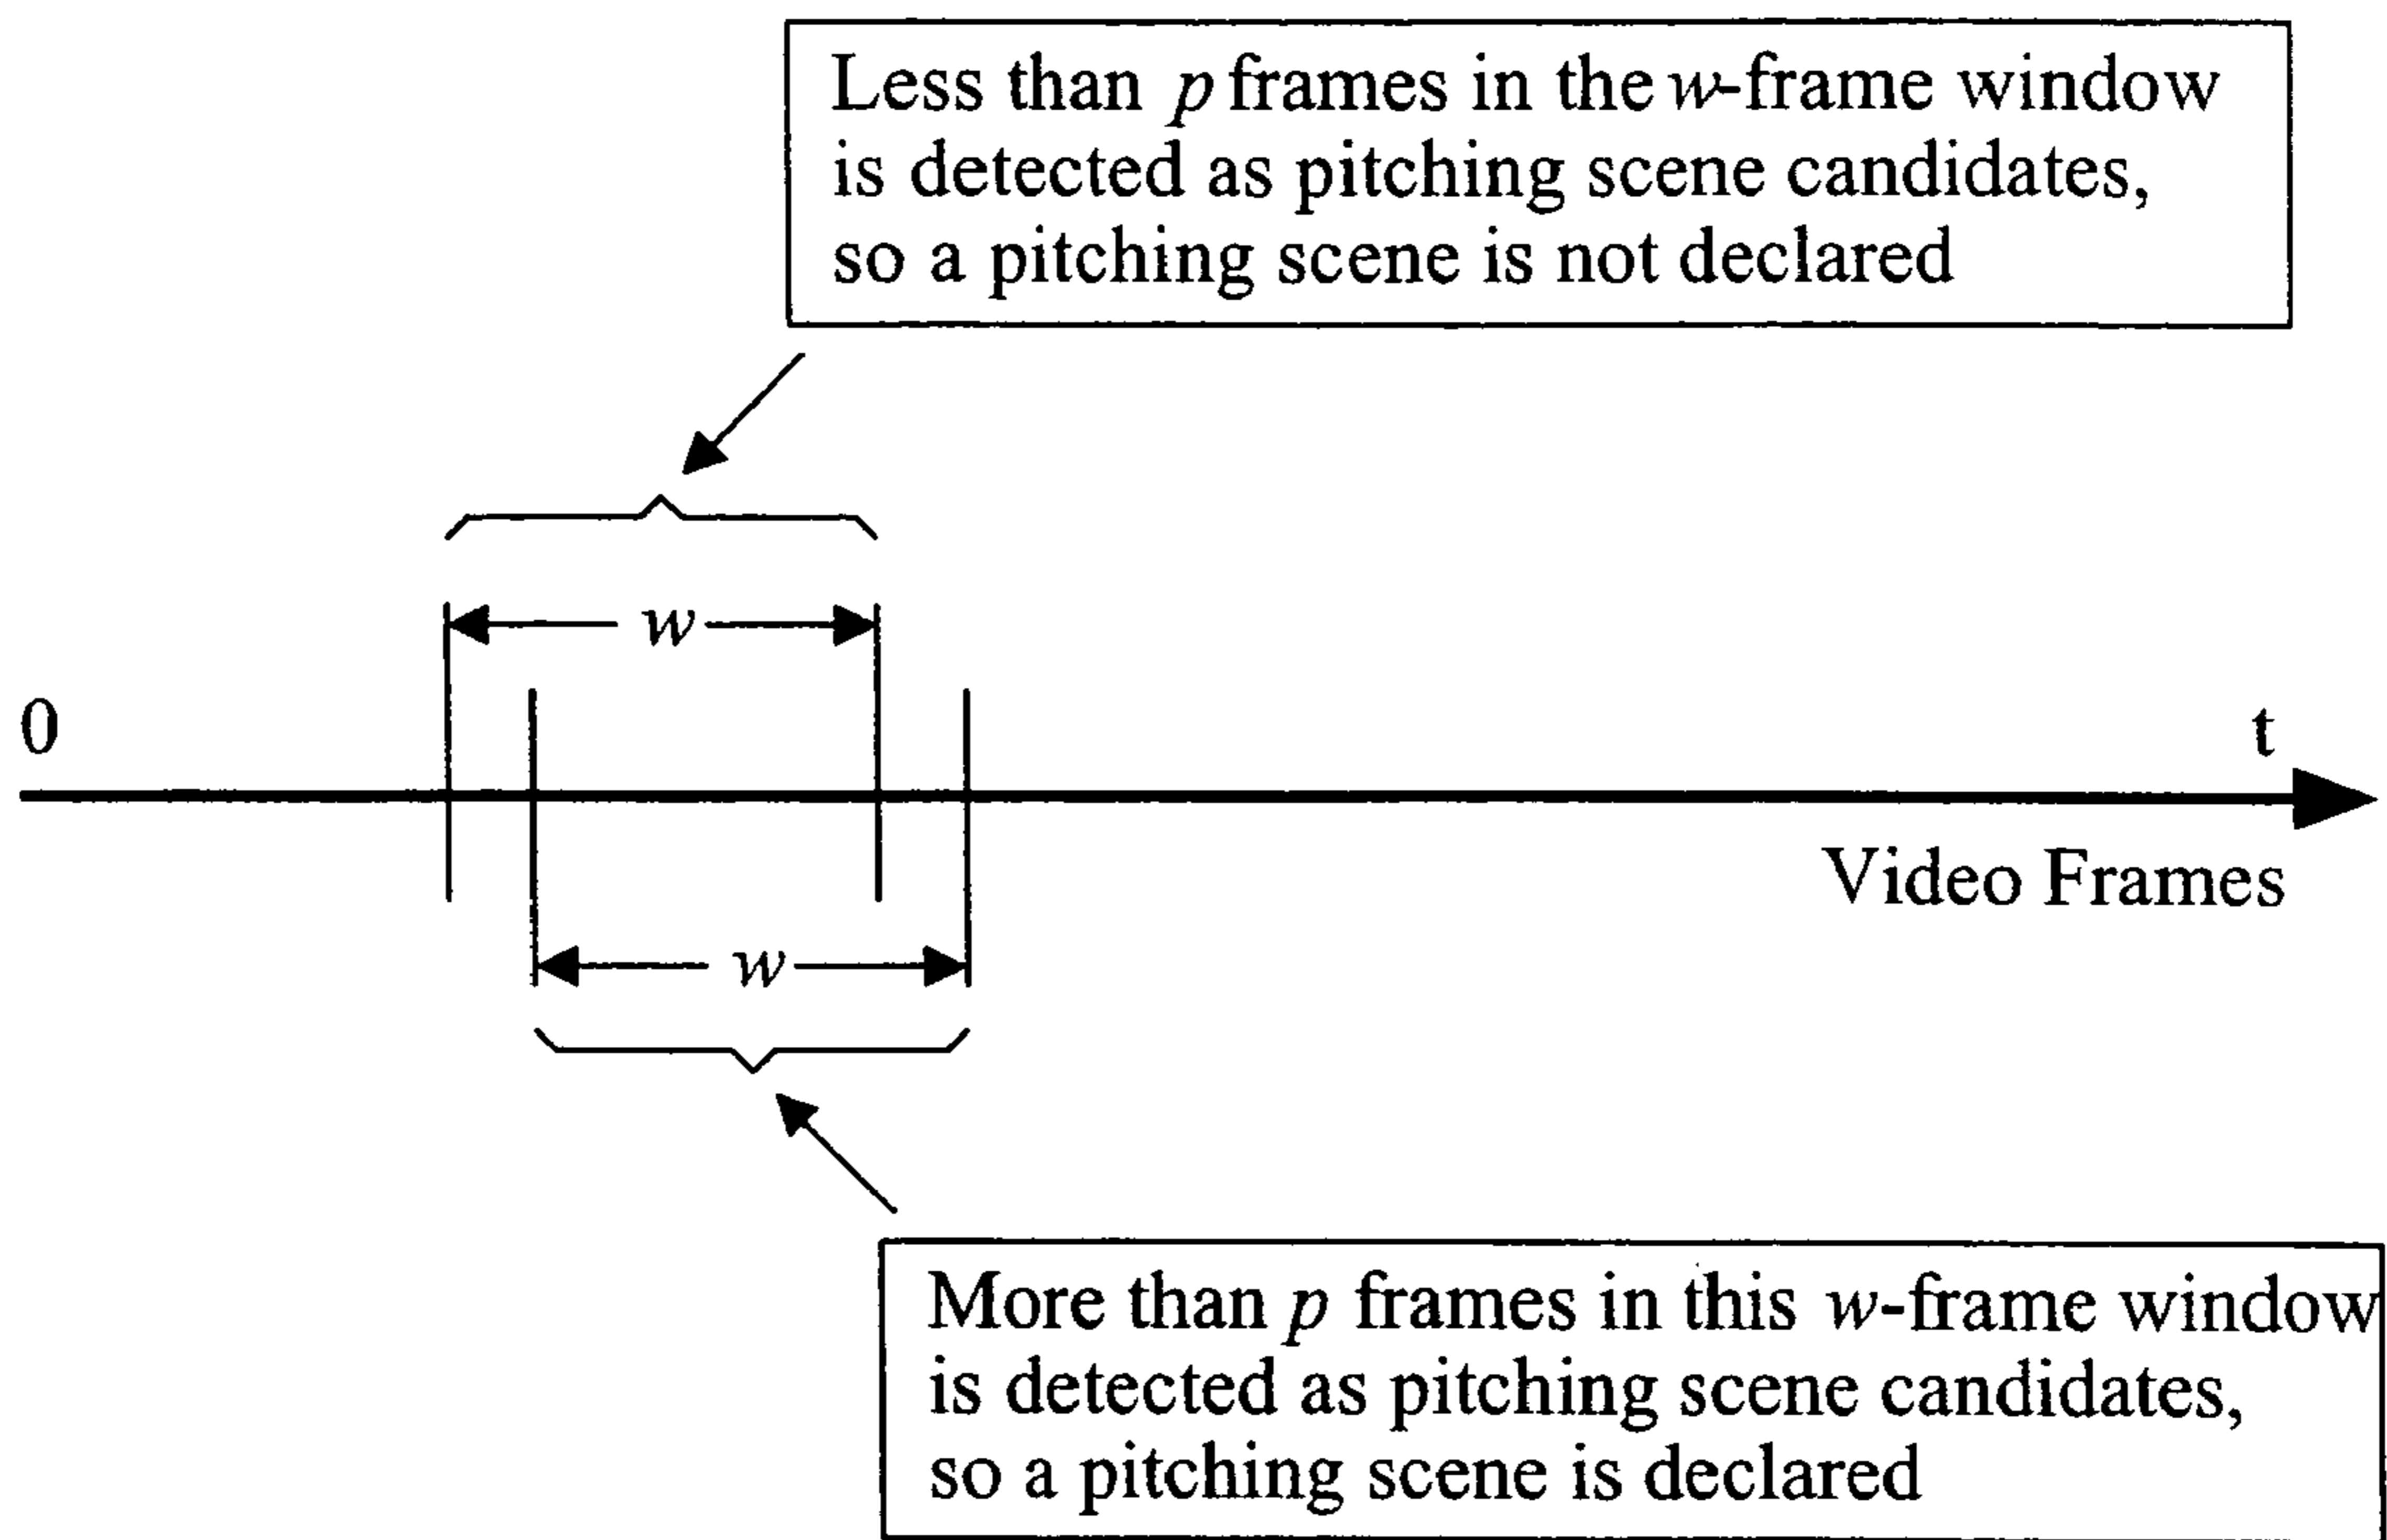 Less than p frames in the w-frame window
is detected as pitching scene candidates,
so a pitching scene is not declared
w
0
t
Video Frames
w
More than p frames in this w-frame window
is detected as pitching scene candidates,
so a pitching scene is declared